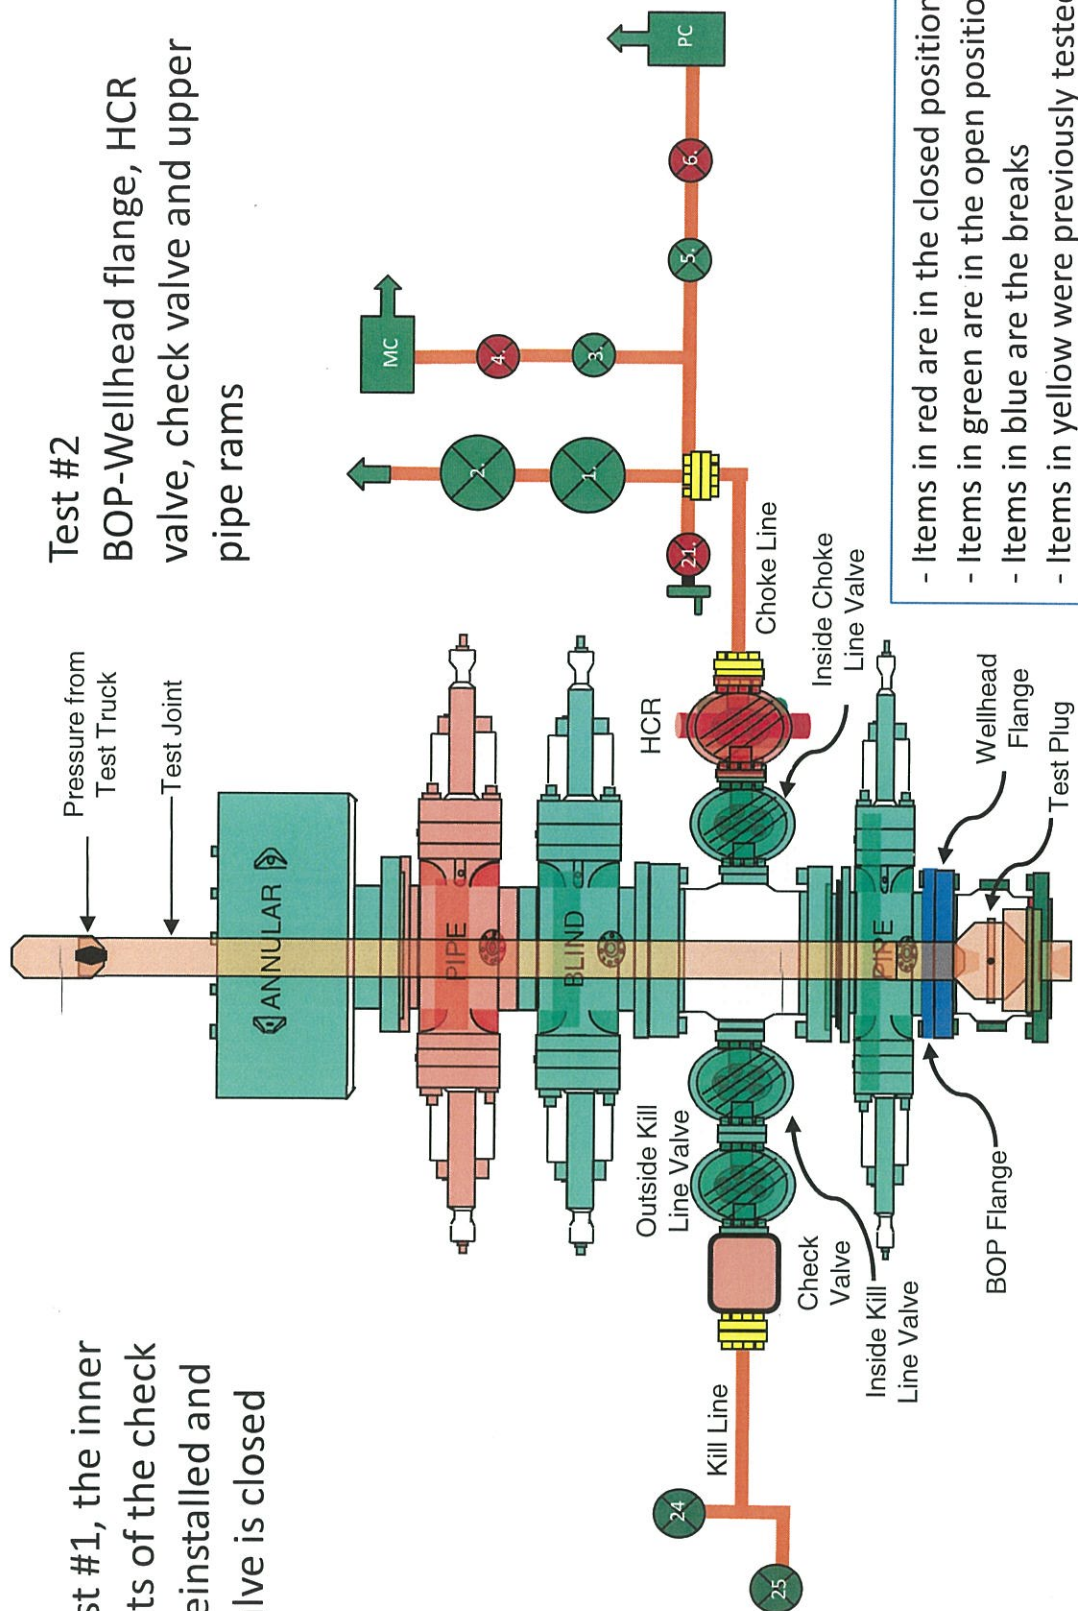 st #1, the inner
ts of the check
einstalled and
lve is closed
Test #2
BOP-Wellhead flange, HCR
valve, check valve and upper
pipe rams
Pressure from
Test Truck
Test Joint
ANNULAR
PIPE
BLIND
PIPE
Outside Kill
Line Valve
HCR
Choke Line
Inside Choke
Line Valve
Kill Line
Check
Valve
Inside Kill
Line Valve
BOP Flange
Wellhead
Flange
Test Plug
24
25
21.
1.
2.
3.
4.
MC
5.
6.
PC
- Items in red are in the closed position
- Items in green are in the open positio
- Items in blue are the breaks
- Items in yellow were previously tested